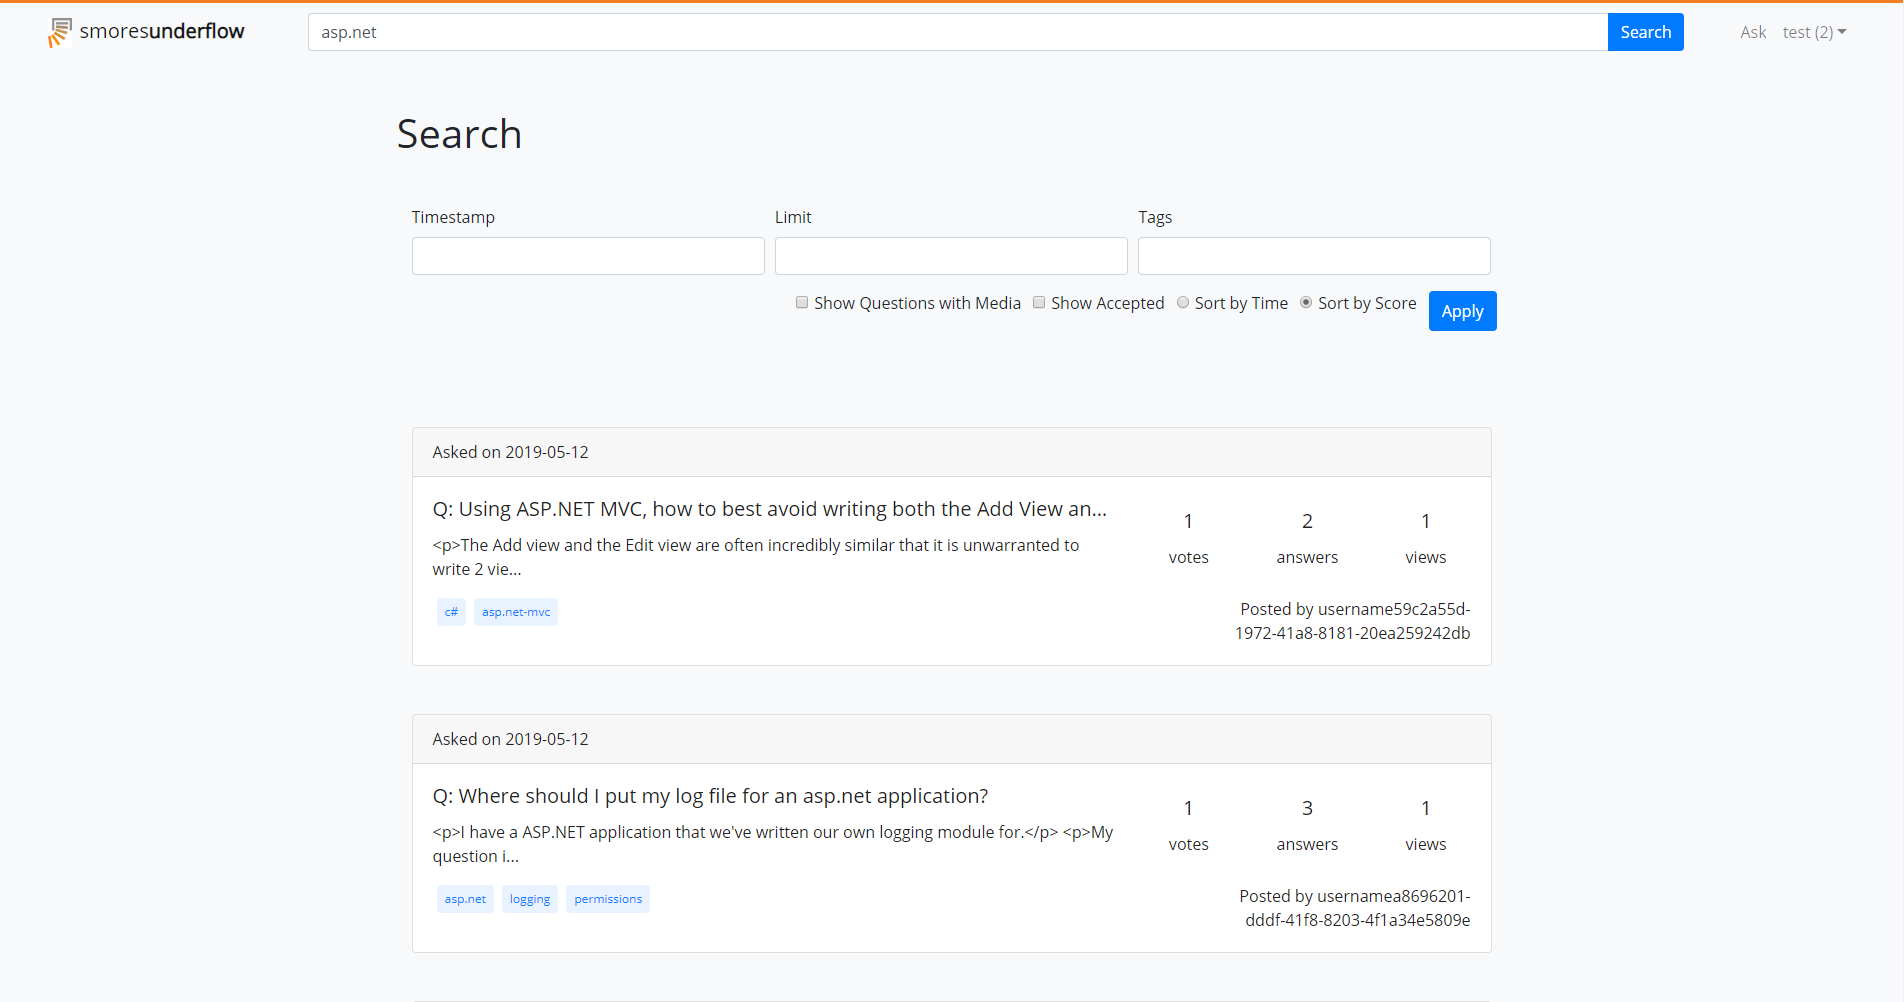 smoresunderflow
asp.net
Search
Ask
test (2)
Search
Timestamp
Limit
Tags
Show Questions with Media
Show Accepted
Sort by Time
Sort by Score
Apply
Asked on 2019-05-12
Q: Using ASP.NET MVC, how to best avoid writing both the Add View an...
<p>The Add view and the Edit view are often incredibly similar that it is unwarranted to
write 2 vie...
1
votes
2
answers
1
views
c#
asp.net-mvc
Posted by username59c2a55d-
1972-41a8-8181-20ea259242db
Asked on 2019-05-12
Q: Where should I put my log file for an asp.net application?
<p>I have a ASP.NET application that we've written our own logging module for.</p> <p>My
question i...
1
votes
3
answers
1
views
asp.net
logging
permissions
Posted by usernamea8696201-
dddf-41f8-8203-4f1a34e5809e